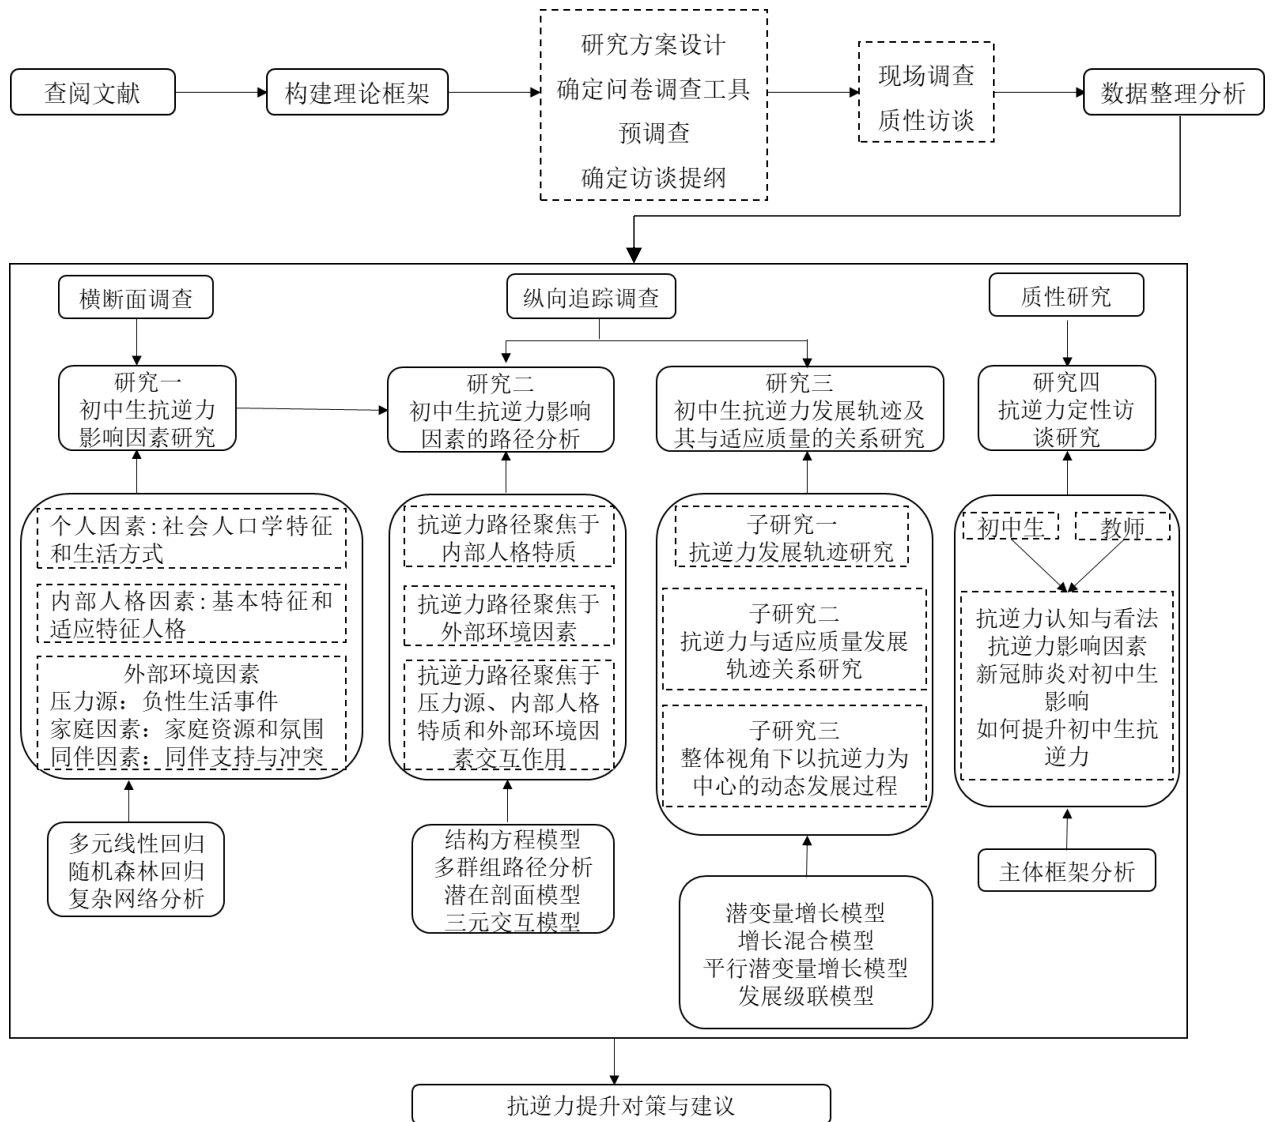 查阅文献
构建理论框架
研究方案设计
确定问卷调查工具
预调查
确定访谈提纲
现场调查
质性访谈
数据整理分析
横断面调查
纵向追踪调查
质性研究
研究一
初中生抗逆力
影响因素研究
研究二
初中生抗逆力影响
因素的路径分析
研究三
初中生抗逆力发展轨迹及
其与适应质量的关系研究
研究四
抗逆力定性访
谈研究
个人因素:社会人口学特征
和生活方式
内部人格因素:基本特征和
适应特征人格
外部环境因素
压力源：负性生活事件
家庭因素：家庭资源和氛围
同伴因素：同伴支持与冲突
抗逆力路径聚焦于
内部人格特质
抗逆力路径聚焦于
外部环境因素
抗逆力路径聚焦于
压力源、内部人格
特质和外部环境因
素交互作用
子研究一
抗逆力发展轨迹研究
子研究二
抗逆力与适应质量发展
轨迹关系研究
子研究三
整体视角下以抗逆力为
中心的动态发展过程
初中生
教师
抗逆力认知与看法
抗逆力影响因素
新冠肺炎对初中生
影响
如何提升初中生抗
逆力
多元线性回归
随机森林回归
复杂网络分析
结构方程模型
多群组路径分析
潜在剖面模型
三元交互模型
潜变量增长模型
增长混合模型
平行潜变量增长模型
发展级联模型
主体框架分析
抗逆力提升对策与建议